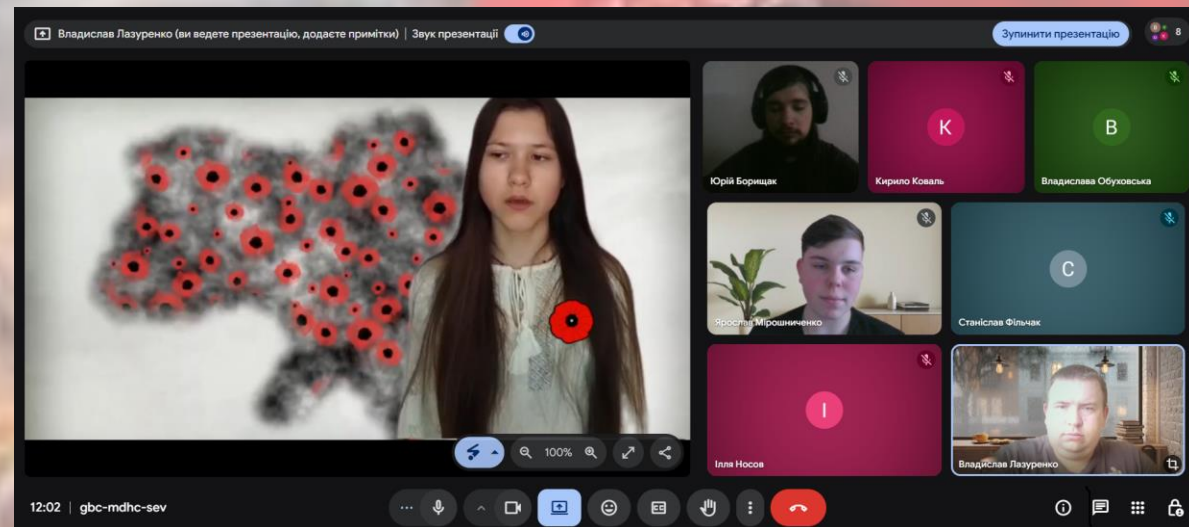 Владислав Лазуренко (ви ведете презентацію, додаєте примітки) | Звук презентації
Зупинити презентацію
8
Юрій Борищак
К
Кирило Коваль
В
Владислава Обуховська
Ярослав Мірошниченко
С
Станіслав Фільчак
І
Ілля Носов
Владислав Лазуренко
100%
12:02 | gbc-mdhc-sev